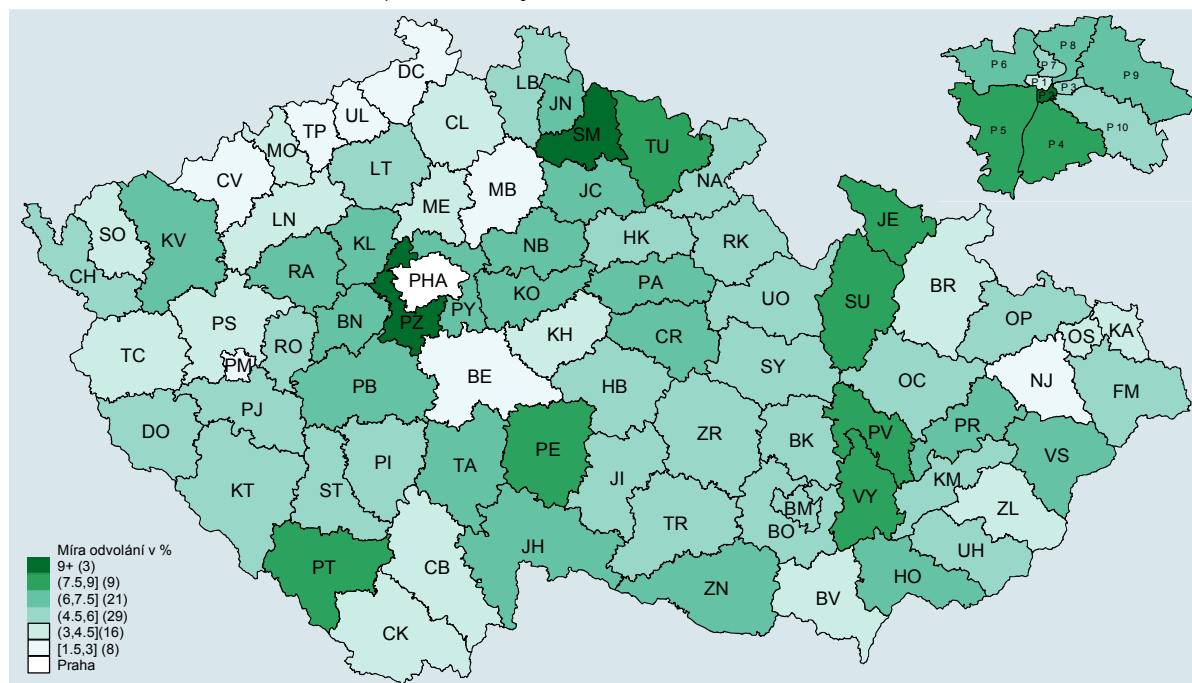 DC
LB
JN
SM
TU
UL
TP
CL
MO
LT
MB
JC
NA
CV
SO
KV
LN
ME
CH
KL
NB
HK
RK
RA
PHA
KO
PA
UO
PZ
PY
BN
PS
TC
PM
RO
KH
CR
PB
BE
HB
SY
PJ
DO
KT
ST
PI
TA
PE
JI
ZR
BK
BM
BO
TR
JH
CB
PT
CK
ZN
BV
JE
SU
BR
OP
OS
KA
OC
NJ
FM
PV
PR
VS
VY
KM
ZL
UH
HO
P 8
P 6
P 7
P 9
P 1
P 3
P 2
P 10
P 5
P 4
Míra odvolání v %
9+ (3)
(7.5,9] (9)
(6,7.5] (21)
(4.5,6] (29)
(3,4.5](16)
[1.5,3] (8)
Praha